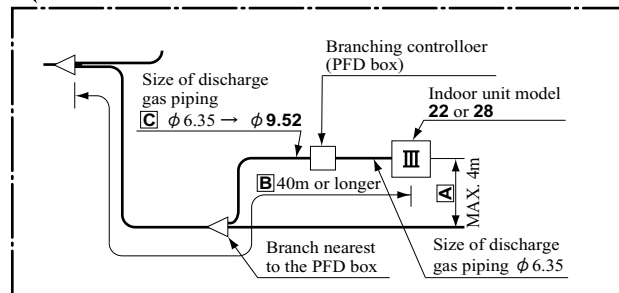 Branching controlloer
(PFD box)
Size of discharge
gas piping
C φ6.35 → φ9.52
Indoor unit model
22 or 28
III
B 40m or longer
A
MAX. 4m
Branch nearest
to the PFD box
Size of discharge
gas piping φ6.35